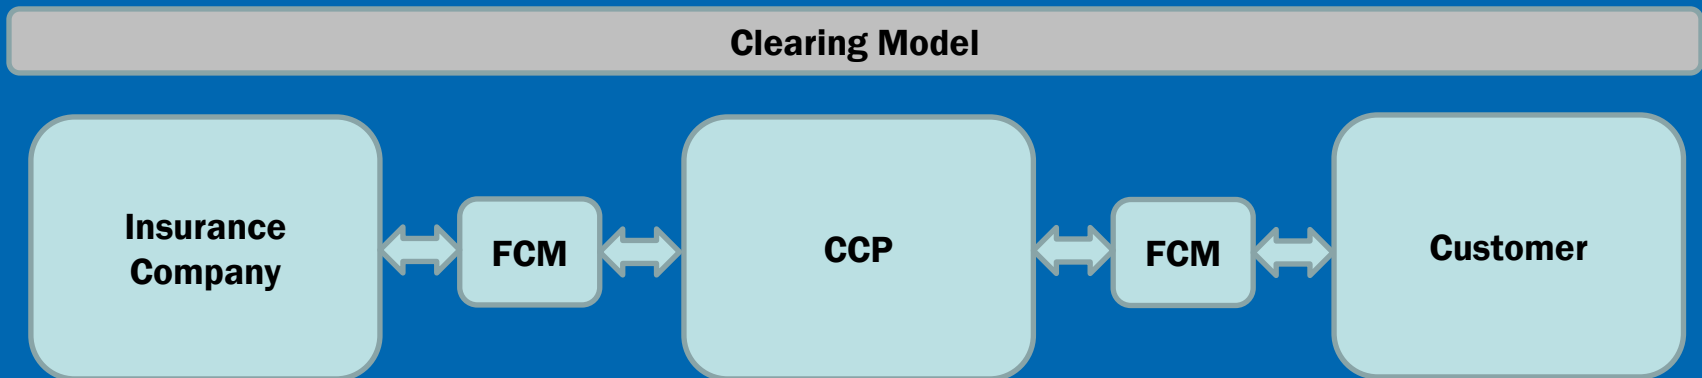 Clearing Model
Insurance
Company
FCM
CCP
FCM
Customer